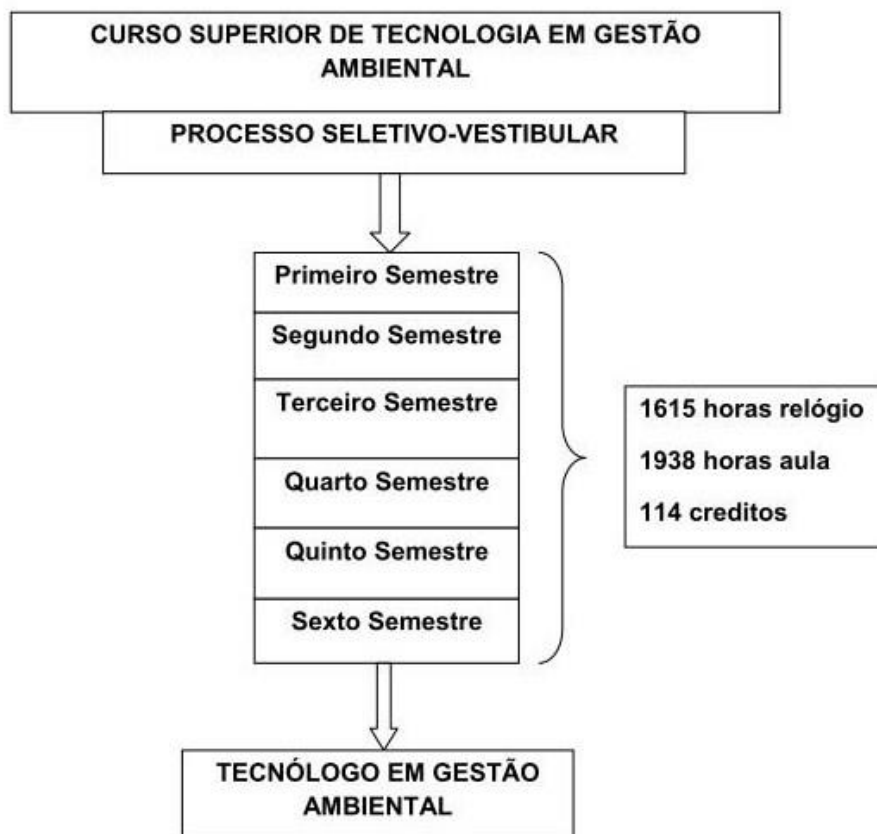 CURSO SUPERIOR DE TECNOLOGIA EM GESTÃO
AMBIENTAL
PROCESSO SELETIVO-VESTIBULAR
Primeiro Semestre
Segundo Semestre
Terceiro Semestre
Quarto Semestre
Quinto Semestre
Sexto Semestre
1615 horas relógio
1938 horas aula
114 creditos
TECNÓLOGO EM GESTÃO
AMBIENTAL